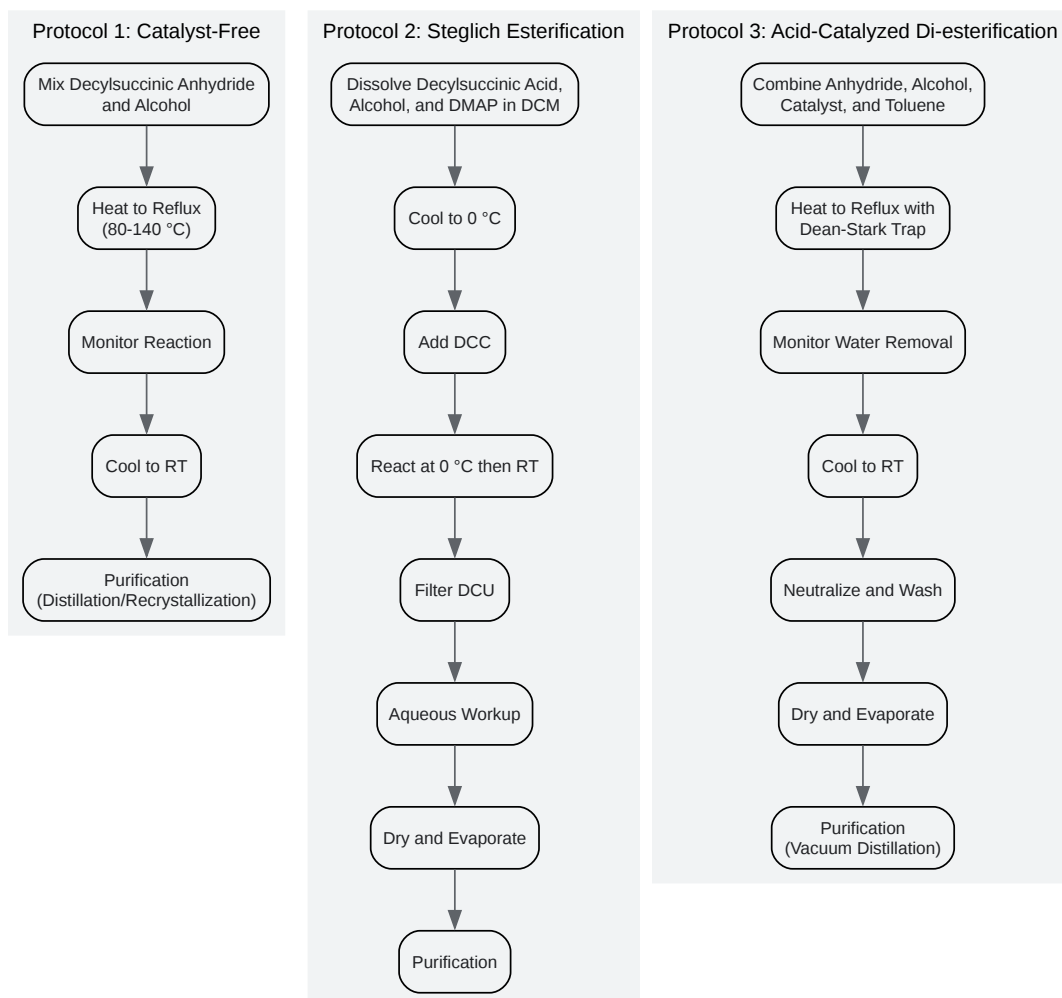 Protocol 1: Catalyst-Free
Mix Decylsuccinic Anhydride
and Alcohol
Heat to Reflux
(80-140 °C)
Monitor Reaction
Cool to RT
Purification
(Distillation/Recrystallization)
Protocol 2: Steglich Esterification
Dissolve Decylsuccinic Acid,
Alcohol, and DMAP in DCM
Cool to 0 °C
Add DCC
React at 0 °C then RT
Filter DCU
Aqueous Workup
Dry and Evaporate
Purification
Protocol 3: Acid-Catalyzed Di-esterification
Combine Anhydride, Alcohol,
Catalyst, and Toluene
Heat to Reflux with
Dean-Stark Trap
Monitor Water Removal
Cool to RT
Neutralize and Wash
Dry and Evaporate
Purification
(Vacuum Distillation)